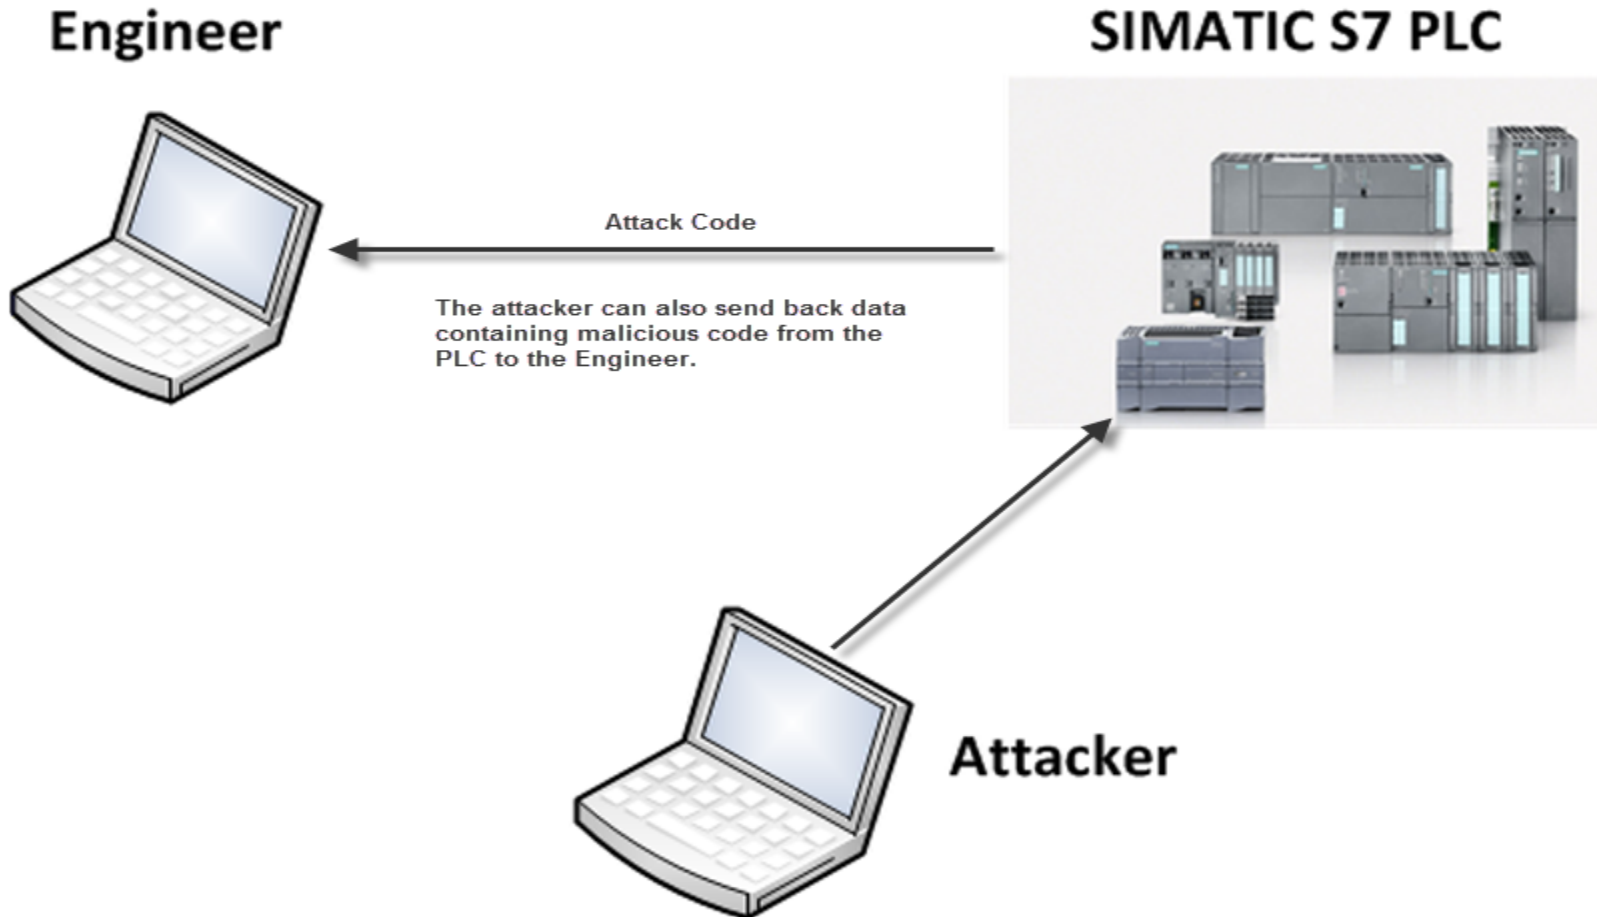 Engineer
SIMATIC S7 PLC
Attack Code
The attacker can also send back data
containing malicious code from the
PLC to the Engineer.
Attacker